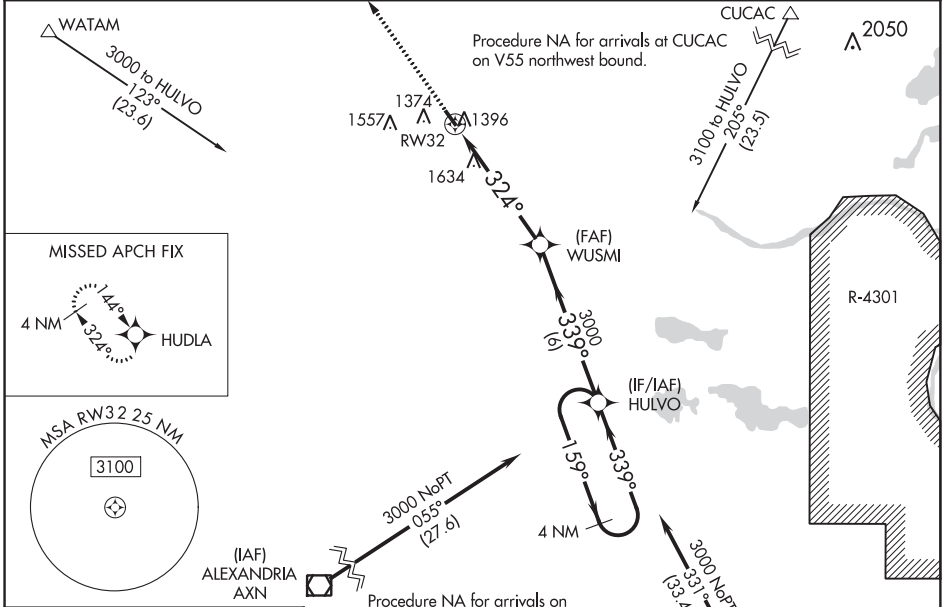 WATAM
3000 to HULVO
123°
(23.6)
CUCAC
2050
Procedure NA for arrivals at CUCAC
on V55 northwest bound.
3100 to HULVO
205°
(23.5)
1374
1557
1396
RW32
1634
324°
(FAF)
WUSMI
R-4301
MISSED APCH FIX
144°
4 NM
324°
HUDLA
3000
339°
(6)
(IF/IAF)
HULVO
MSA RW32 25 NM
3100
159°
339°
4 NM
3000 NoPT
055°
(27.6)
(IAF)
ALEXANDRIA
AXN
3000 NoPT
331°
(33.4
Procedure NA for arrivals on